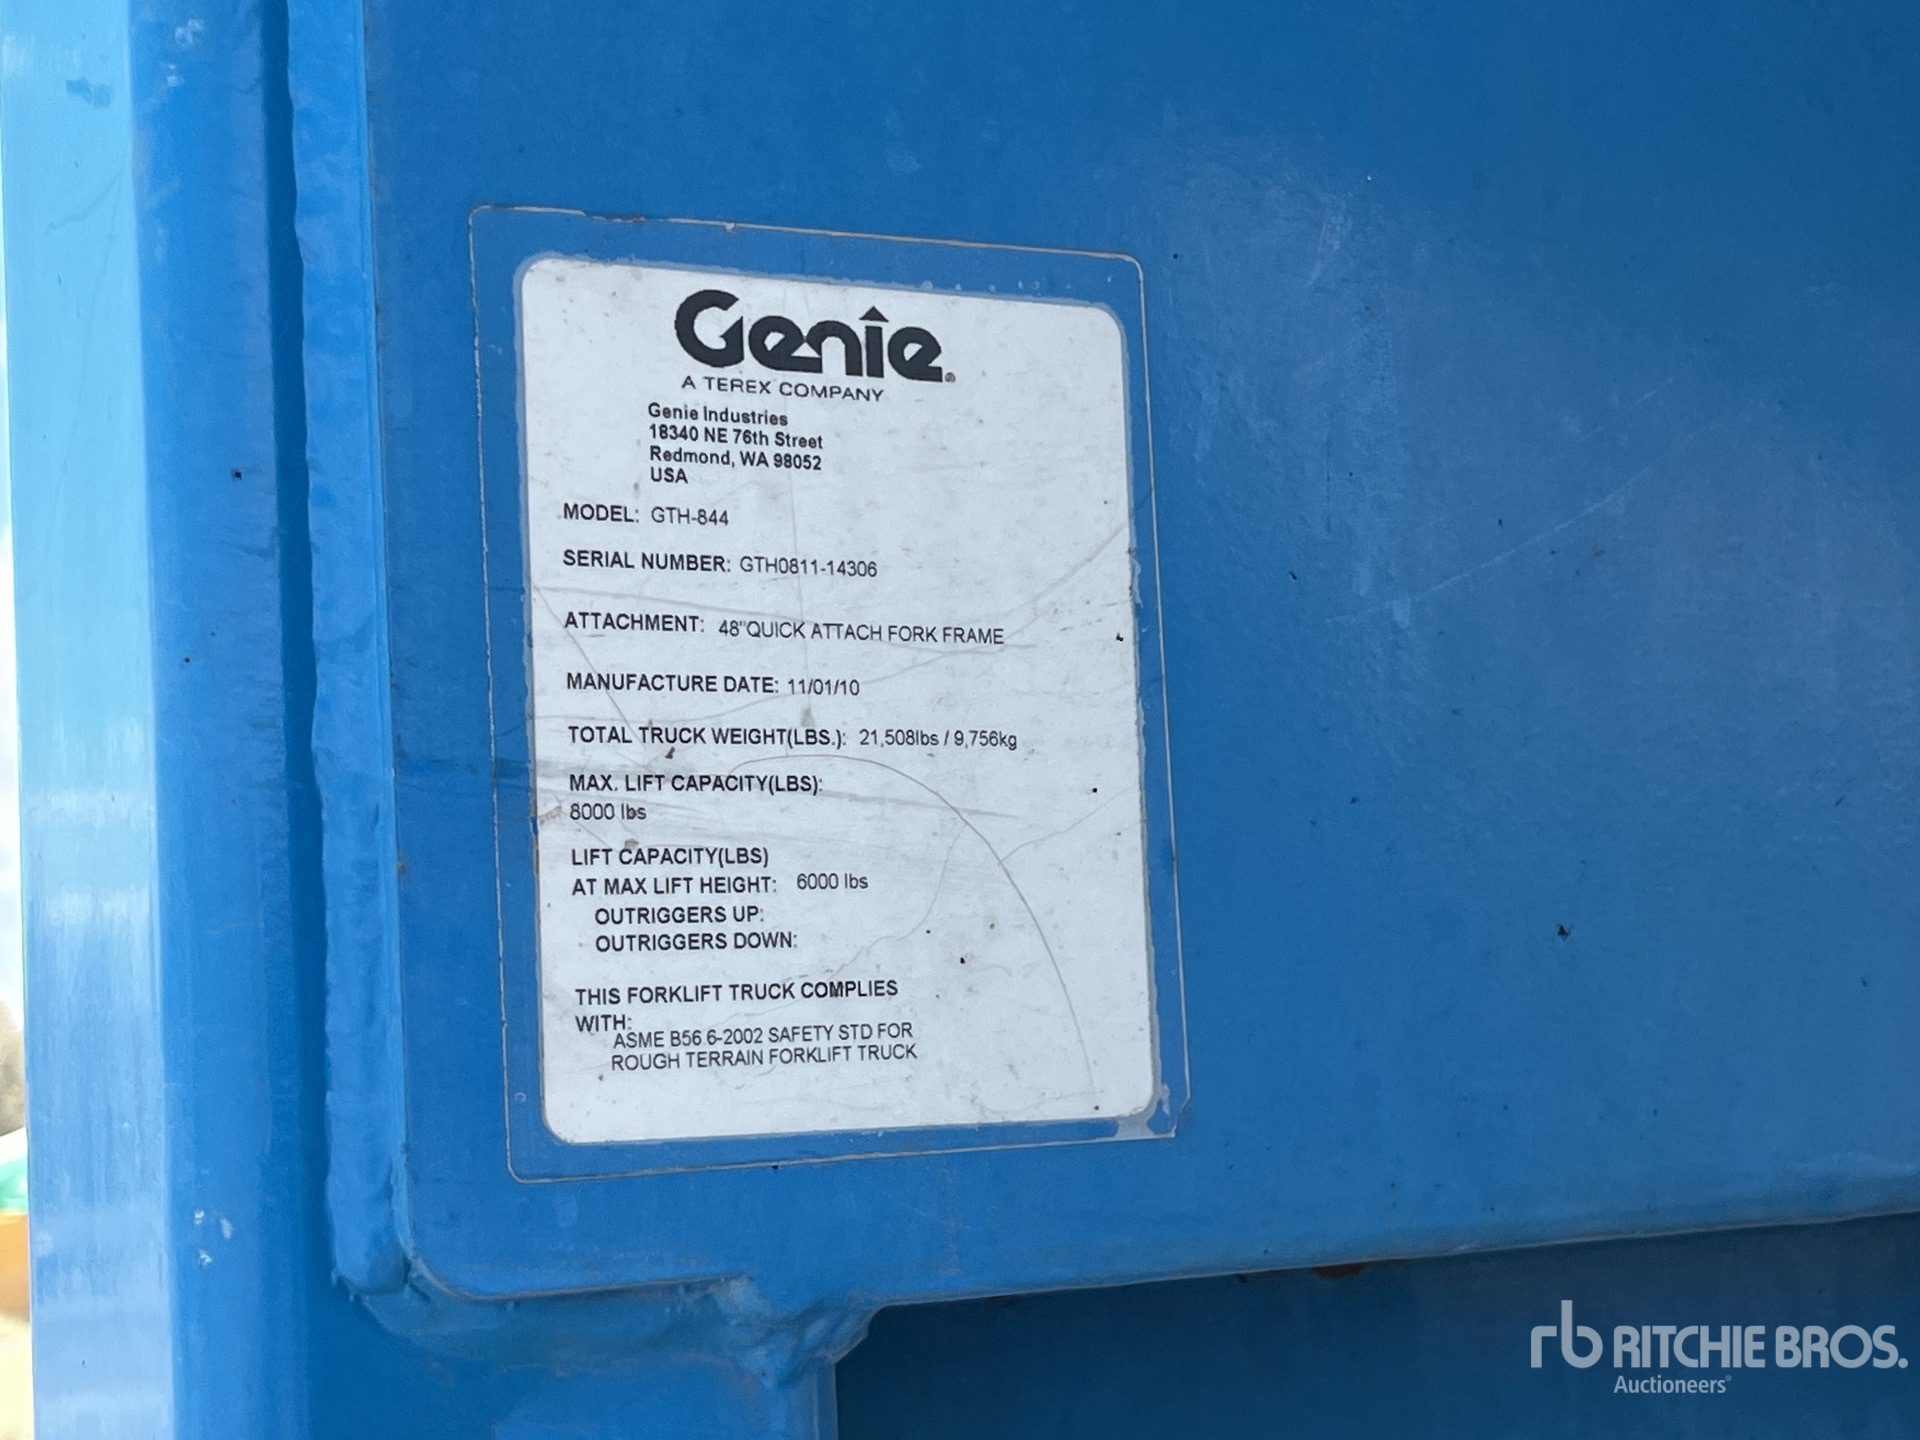 Genie®
A TEREX COMPANY
Genie Industries
18340 NE 76th Street
Redmond, WA 98052
USA
MODEL: GTH-844
SERIAL NUMBER: GTH0811-14306
ATTACHMENT: 48"QUICK ATTACH FORK FRAME
MANUFACTURE DATE: 11/01/10
TOTAL TRUCK WEIGHT(LBS.): 21,508lbs / 9,756kg
MAX. LIFT CAPACITY(LBS):
8000 lbs
LIFT CAPACITY(LBS)
AT MAX LIFT HEIGHT: 6000 lbs
OUTRIGGERS UP:
OUTRIGGERS DOWN:
THIS FORKLIFT TRUCK COMPLIES
WITH:
ASME B56.6-2002 SAFETY STD FOR
ROUGH TERRAIN FORKLIFT TRUCK
rb RITCHIE BROS.
Auctioneers®